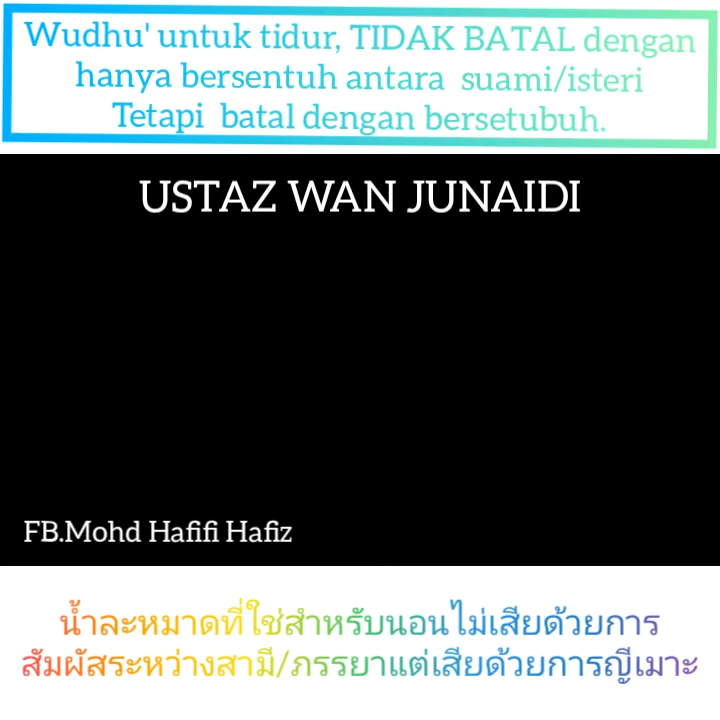 Wudhu' untuk tidur, TIDAK BATAL dengan
hanya bersentuh antara suami/isteri
Tetapi batal dengan bersetubuh.
USTAZ WAN JUNAIDI
FB.Mohd Hafifi Hafiz
น้ำละหมาดที่ใช่สำหรับนอนไม่เสียด้วยการ
สัมผัสระหว่างสามี/ภรรยาแต่เสียด้วยการญีเมาะ